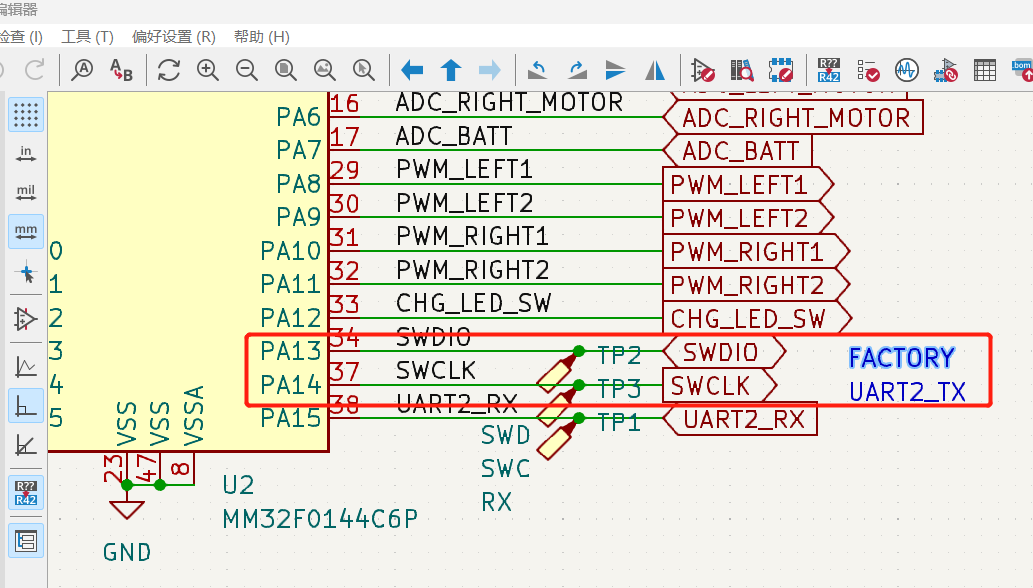 编辑器
检查 (I) 工具 (T) 偏好设置 (R) 帮助 (H)
A A B R?? R42 bom
in
mil
mm
R?? R42
PA6 16 ADC_RIGHT_MOTOR ADC_RIGHT_MOTOR
PA7 17 ADC_BATT ADC_BATT
PA8 29 PWM_LEFT1 PWM_LEFT1
PA9 30 PWM_LEFT2 PWM_LEFT2
0 PA10 31 PWM_RIGHT1 PWM_RIGHT1
1 PA11 32 PWM_RIGHT2 PWM_RIGHT2
2 PA12 33 CHG_LED_SW CHG_LED_SW
3 PA13 34 SWDIO TP2 SWDIO FACTORY
4 PA14 37 SWCLK TP3 SWCLK UART2_TX
5 PA15 38 UART2_RX TP1 UART2_RX
VSS VSS VSSA
23 47 8
SWD
SWC
RX
U2
MM32F0144C6P
GND